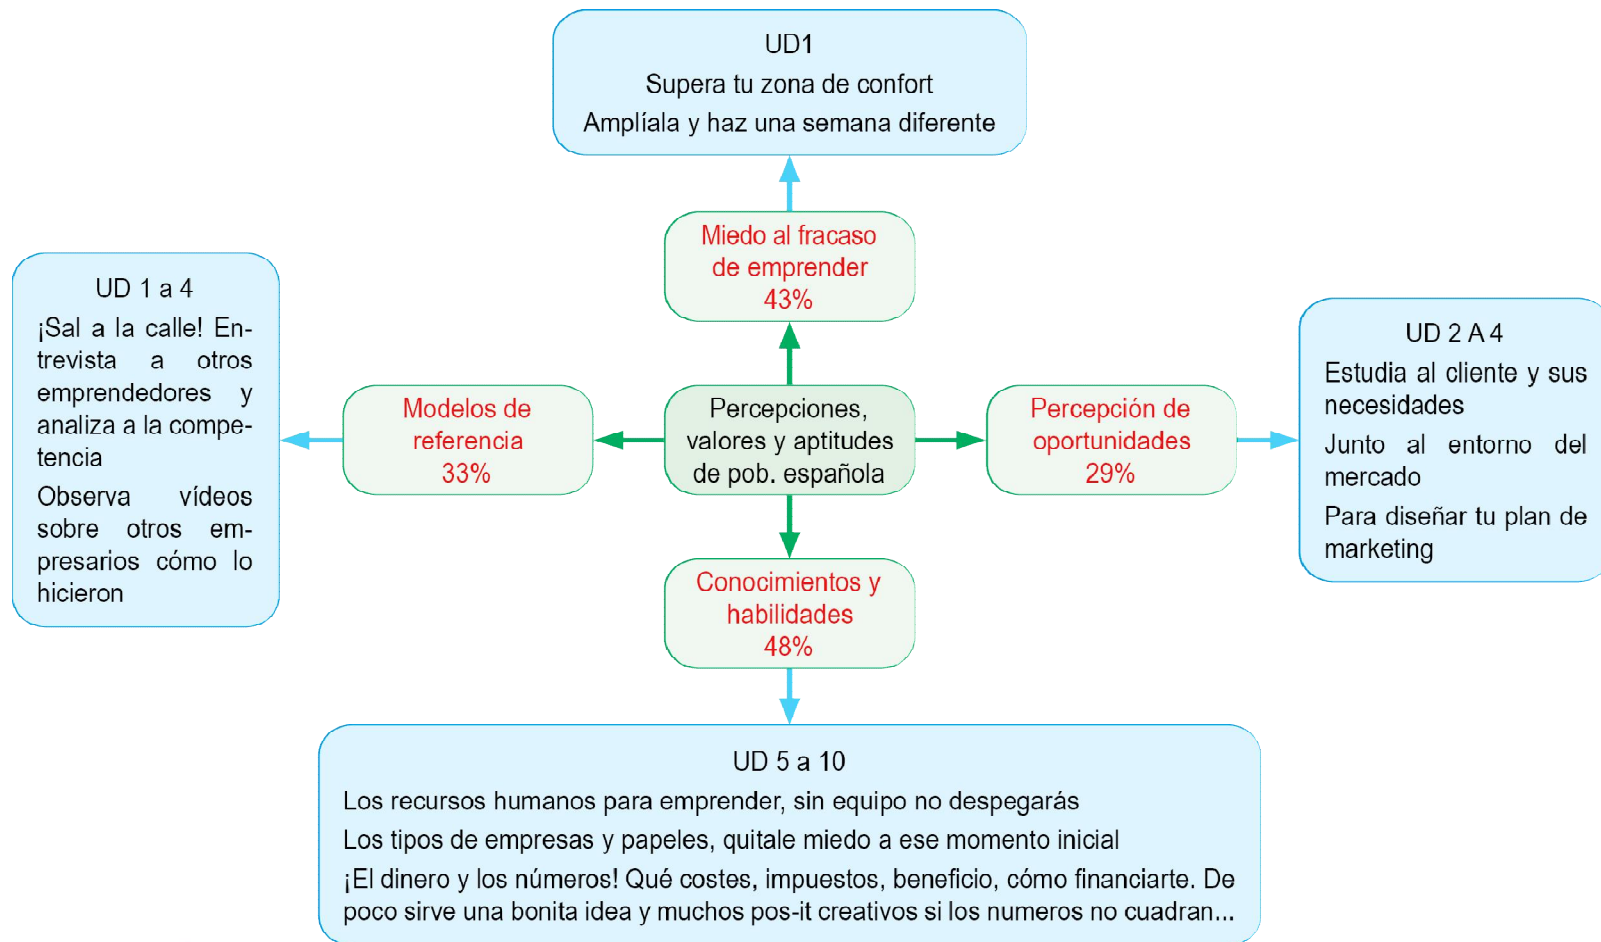 UD1
Supera tu zona de confort
Amplíala y haz una semana diferente
Miedo al fracaso
de emprender
43%
UD 1 a 4
¡Sal a la calle! En-
trevista a otros
emprendedores y
analiza a la compe-
tencia
Observa vídeos
sobre otros em-
presarios cómo lo
hicieron
Modelos de
referencia
33%
Percepciones,
valores y aptitudes
de pob. española
Percepción de
oportunidades
29%
UD 2 A 4
Estudia al cliente y sus
necesidades
Junto al entorno del
mercado
Para diseñar tu plan de
marketing
Conocimientos y
habilidades
48%
UD 5 a 10
Los recursos humanos para emprender, sin equipo no despegarás
Los tipos de empresas y papeles, quitale miedo a ese momento inicial
¡El dinero y los números! Qué costes, impuestos, beneficio, cómo financiarte. De
poco sirve una bonita idea y muchos pos-it creativos si los numeros no cuadran...